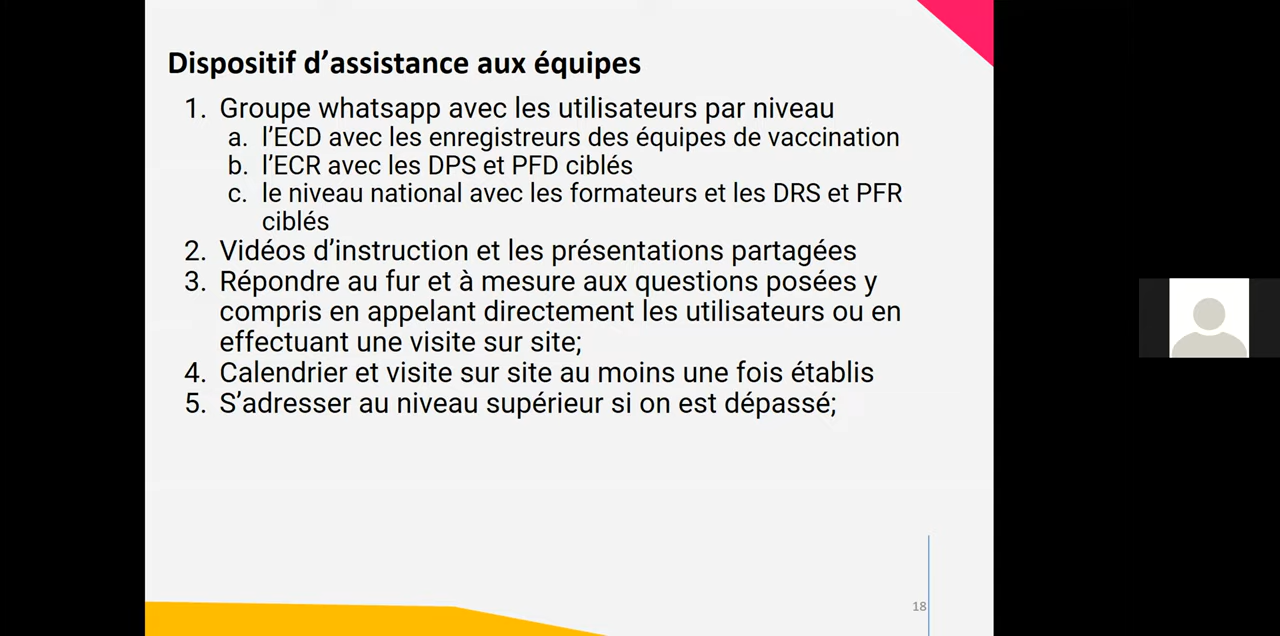 Dispositif d’assistance aux équipes
1. Groupe whatsapp avec les utilisateurs par niveau
a. l’ECD avec les enregistreurs des équipes de vaccination
b. l’ECR avec les DPS et PFD ciblés
c. le niveau national avec les formateurs et les DRS et PFR
ciblés
2. Vidéos d’instruction et les présentations partagées
3. Répondre au fur et à mesure aux questions posées y
compris en appelant directement les utilisateurs ou en
effectuant une visite sur site;
4. Calendrier et visite sur site au moins une fois établis
5. S’adresser au niveau supérieur si on est dépassé;
18